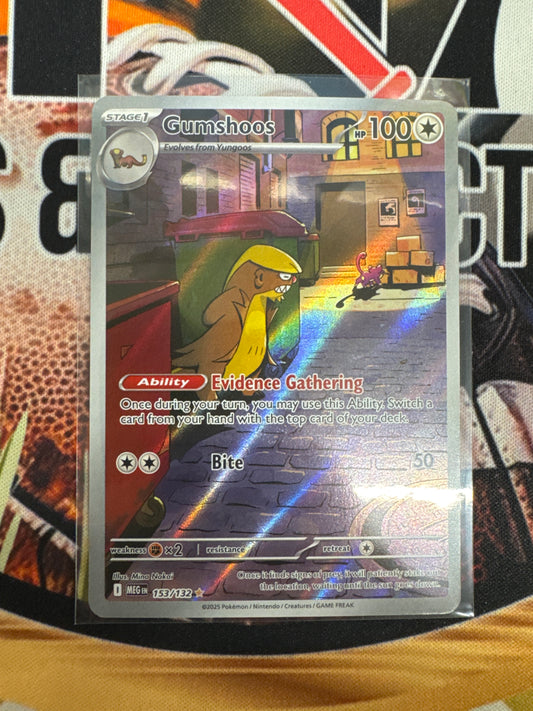 STAGE1
Gumshoos
HP 100
Evolves from Yungoos
Ability Evidence Gathering
Once during your turn, you may use this Ability. Switch a
card from your hand with the top card of your deck.
Bite 50
weakness ×2 resistance retreat
Illus. Mina Nakai
Once it finds signs of prey, it will patiently stake out
the location, waiting until the sun goes down.
I MEG EN 153/132
©2025 Pokémon / Nintendo / Creatures / GAME FREAK